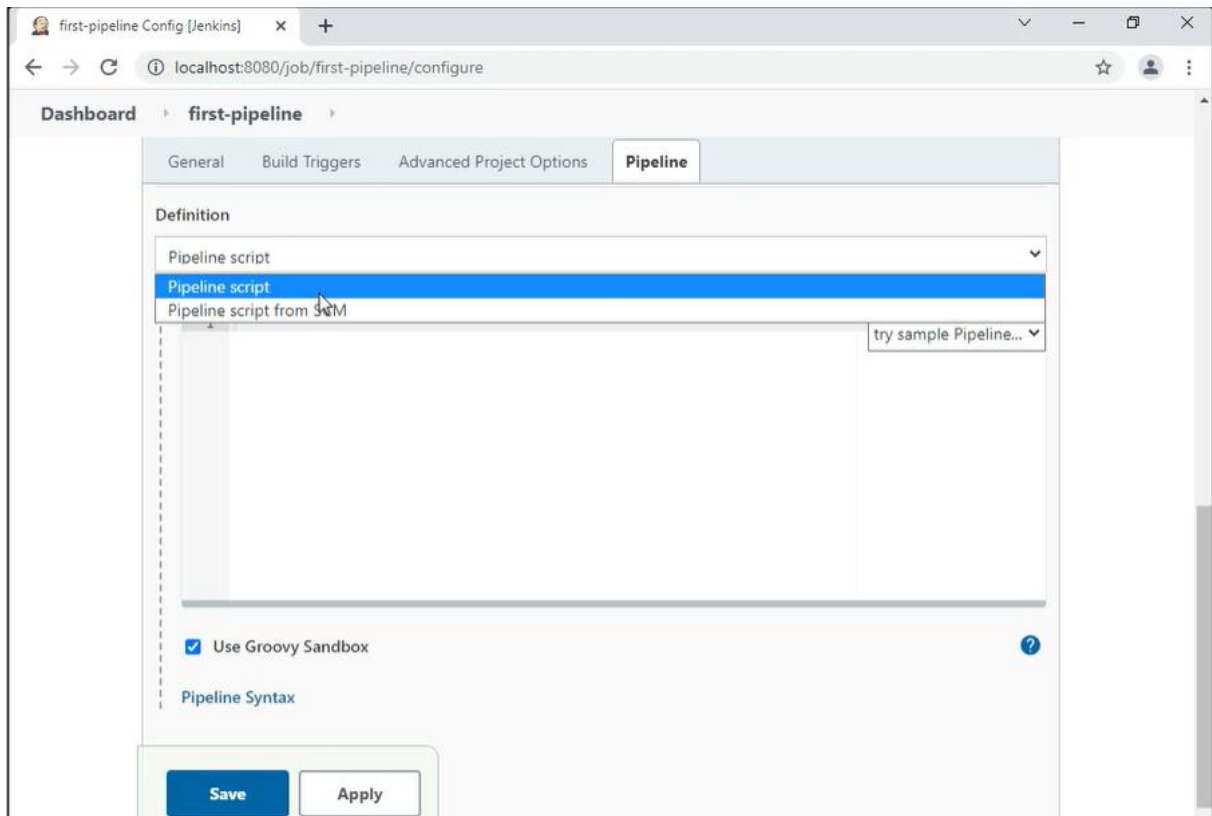 first-pipeline Config [Jenkins]
localhost:8080/job/first-pipeline/configure
Dashboard first-pipeline
General Build Triggers Advanced Project Options Pipeline
Definition
Pipeline script
Pipeline script
Pipeline script from SCM
1
try sample Pipeline...
Use Groovy Sandbox
?
Pipeline Syntax
Save Apply